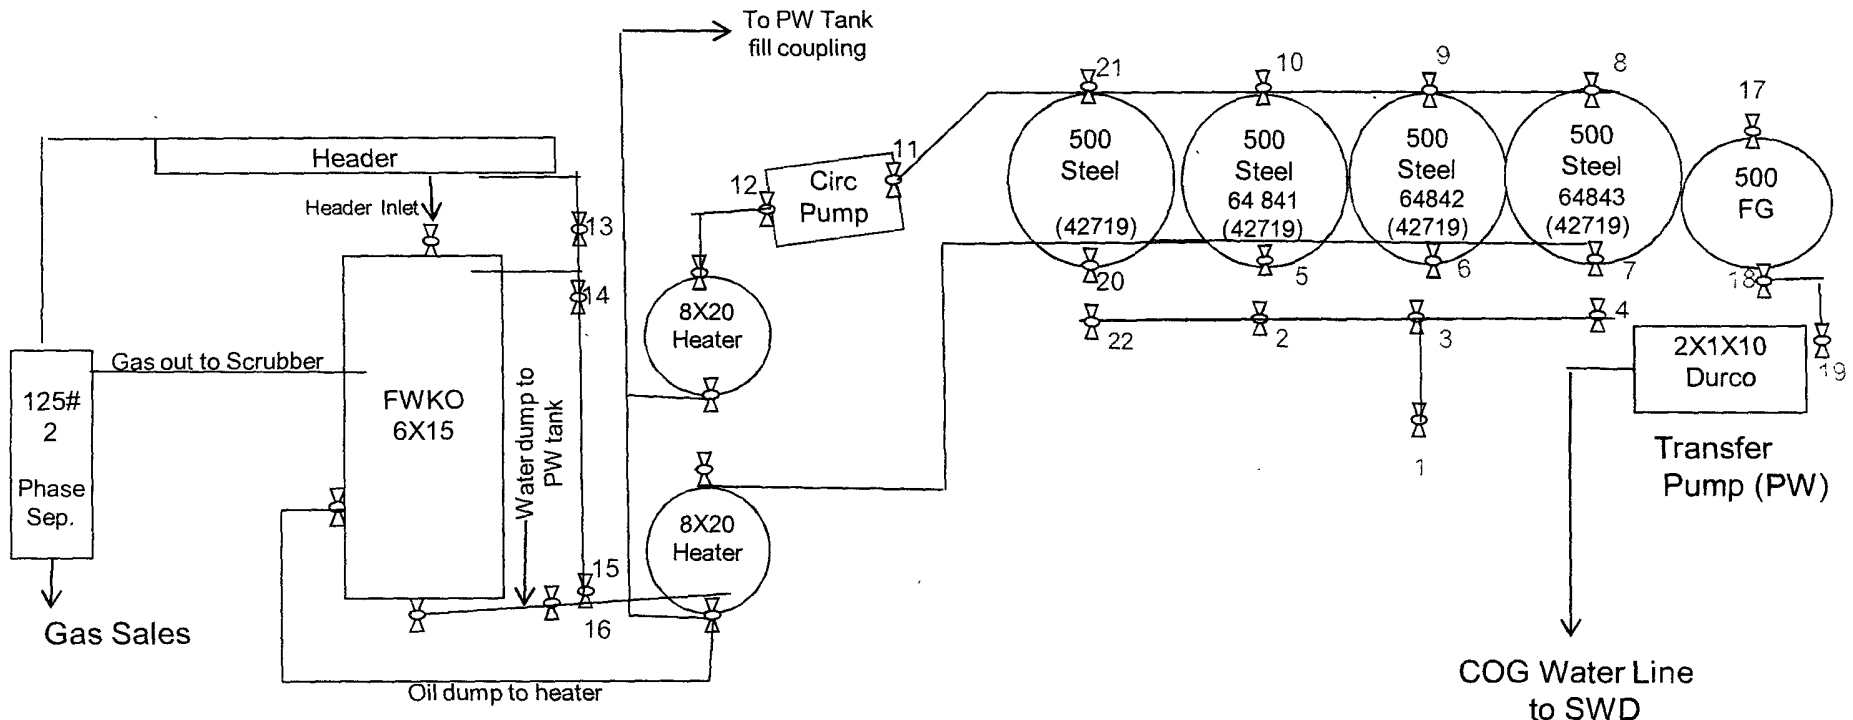 To PW Tank
fill coupling
Header
Header Inlet
13
14
Gas out to Scrubber
125#
2
Phase
Sep.
Gas Sales
FWKO
6X15
Water dump to
PW tank
15
16
Oil dump to heater
12
11
Circ
Pump
8X20
Heater
8X20
Heater
21
10
9
8
17
500
Steel
(42719)
500
Steel
64 841
(42719)
500
Steel
64842
(42719)
500
Steel
64843
(42719)
500
FG
20
5
6
7
18
22
2
3
4
19
1
2X1X10
Durco
Transfer
Pump (PW)
COG Water Line
to SWD